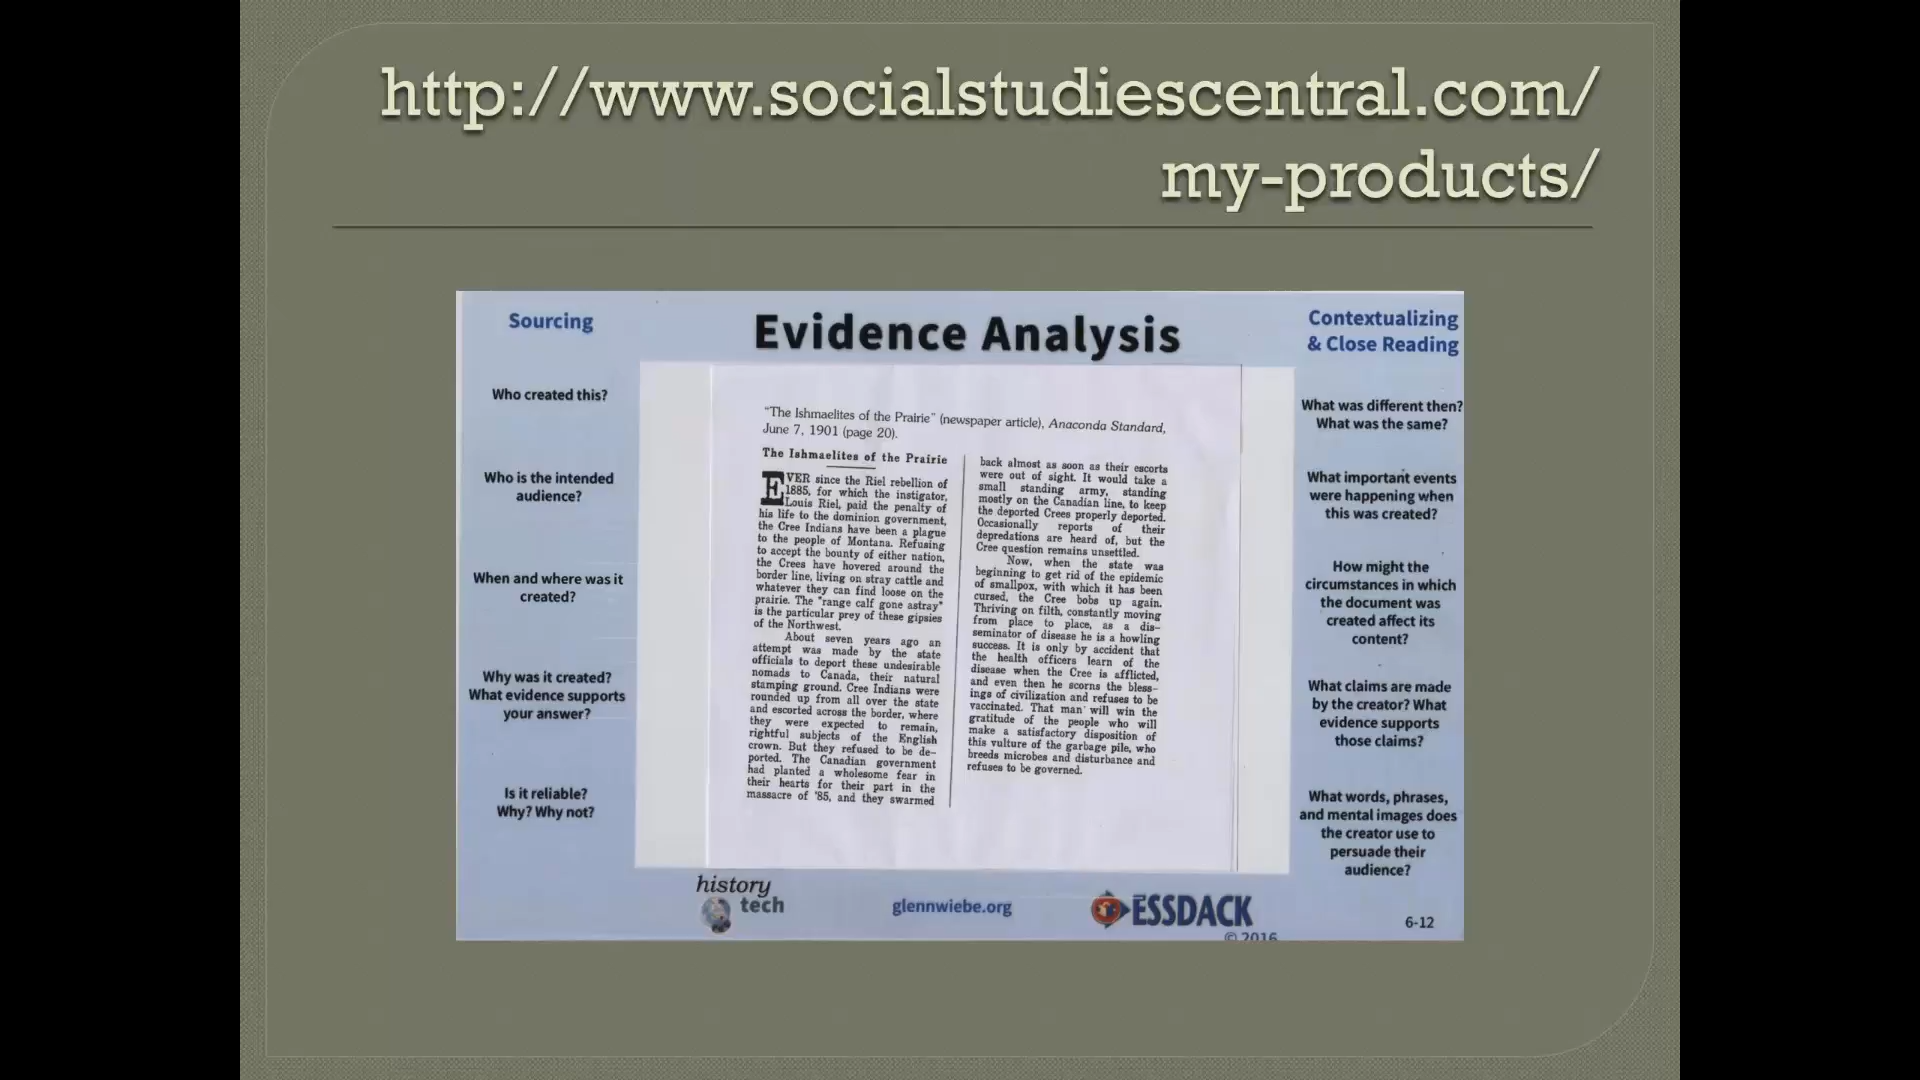 http://www.socialstudiescentral.com/
my-products/
Sourcing
Who created this?
Who is the intended
audience?
When and where was it
created?
Why was it created?
What evidence supports
your answer?
Is it reliable?
Why? Why not?
Evidence Analysis
"The Ishmaelites of the Prairie" (newspaper article), Anaconda Standard,
June 7, 1901 (page 20).
The Ishmaelites of the Prairie
EVER since the Riel rebellion of
1885, for which the instigator,
Louis Riel, paid the penalty of
his life to the dominion government,
the Cree Indians have been a plague
to the people of Montana. Refusing
to accept the bounty of either nation,
the Crees have hovered around the
border line, living on stray cattle and
whatever they can find loose on the
prairie. The "range calf gone astray"
is the particular prey of these gipsies
of the Northwest.
About seven years ago an
attempt was made by the state
officials to deport these undesirable
nomads to Canada, their natural
stamping ground. Cree Indians were
rounded up from all over the state
and escorted across the border, where
they were expected to remain,
rightful subjects of the English
crown. But they refused to be de-
ported. The Canadian government
had planted a wholesome fear in
their hearts for their part in the
massacre of '85, and they swarmed
back almost as soon as their escorts
were out of sight. It would take a
small standing army, standing
mostly on the Canadian line, to keep
the deported Crees properly deported.
Occasionally reports of their
depredations are heard of, but the
Cree question remains unsettled.
Now, when the state was
beginning to get rid of the epidemic
of smallpox, with which it has been
cursed, the Cree bobs up again.
Thriving on filth, constantly moving
from place to place, as a dis-
seminator of disease he is a howling
success. It is only by accident that
the health officers learn of the
disease when the Cree is afflicted,
and even then he scorns the bless-
ings of civilization and refuses to be
vaccinated. That man will win the
gratitude of the people who will
make a satisfactory disposition of
this vulture of the garbage pile, who
breeds microbes and disturbance and
refuses to be governed.
Contextualizing
& Close Reading
What was different then?
What was the same?
What important events
were happening when
this was created?
How might the
circumstances in which
the document was
created affect its
content?
What claims are made
by the creator? What
evidence supports
those claims?
What words, phrases,
and mental images does
the creator use to
persuade their
audience?
history
tech
glennwiebe.org
ESSDACK
© 2016
6-12